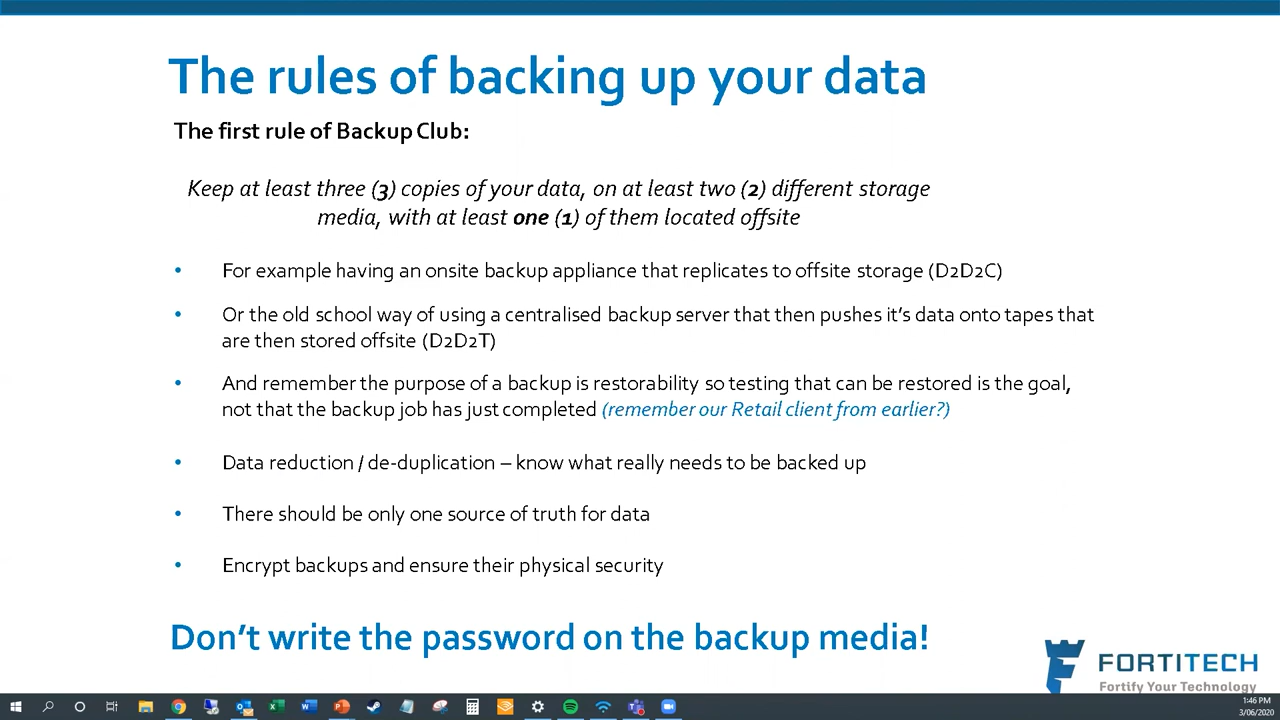 The rules of backing up your data
The first rule of Backup Club:
Keep at least three (3) copies of your data, on at least two (2) different storage
media, with at least one (1) of them located offsite
• For example having an onsite backup appliance that replicates to offsite storage (D2D2C)
• Or the old school way of using a centralised backup server that then pushes it's data onto tapes that
are then stored offsite (D2D2T)
• And remember the purpose of a backup is restorability so testing that can be restored is the goal,
not that the backup job has just completed (remember our Retail client from earlier?)
• Data reduction / de-duplication – know what really needs to be backed up
• There should be only one source of truth for data
• Encrypt backups and ensure their physical security
Don't write the password on the backup media!
FORTITECH
Fortify Your Technology
1:46 PM
3/06/2020